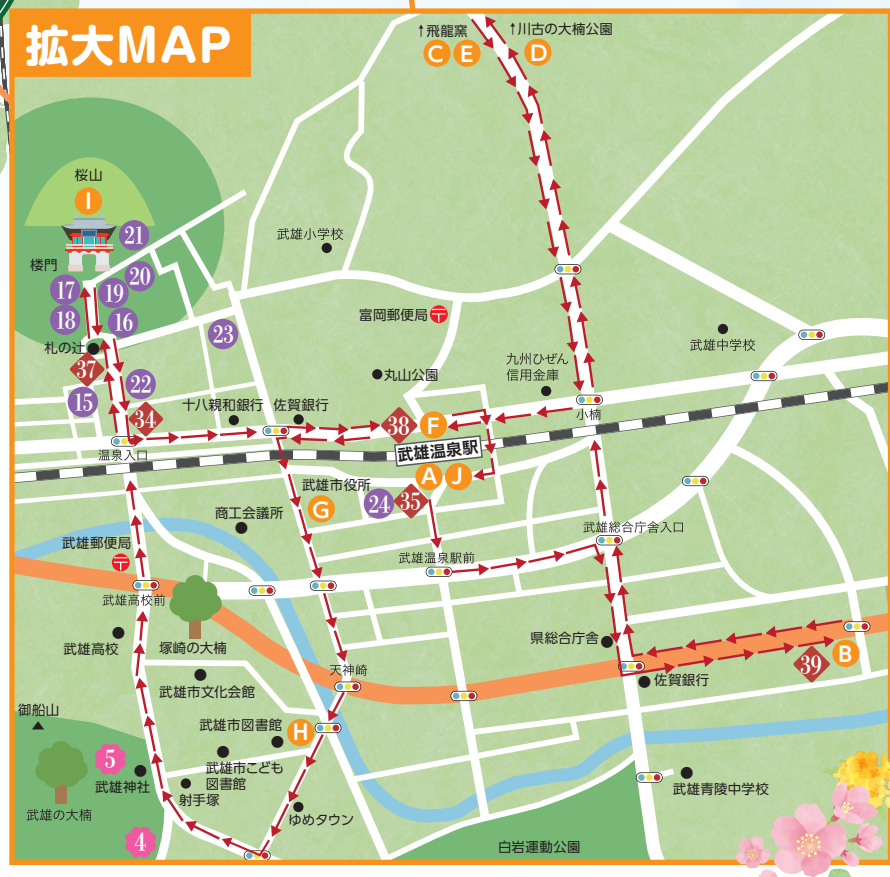 拡大MAP
↑飛龍窯
C E
↑川古の大楠公園
D
桜山
I
21
楼門
20
17
19
18
16
札の辻
37
22
15
34
温泉入口
23
武雄小学校
富岡郵便局
丸山公園
九州ひぜん
信用金庫
武雄中学校
小楠
十八親和銀行
佐賀銀行
38
F
武雄温泉駅
A J
24
35
武雄市役所
G
商工会議所
武雄温泉駅前
武雄総合庁舎入口
武雄郵便局
武雄高校前
塚崎の大楠
武雄高校
武雄市文化会館
天神崎
県総合庁舎
佐賀銀行
39
B
御船山
武雄市図書館
H
5
武雄神社
武雄市こども
図書館
射手塚
武雄の大楠
ゆめタウン
4
武雄青陵中学校
白岩運動公園